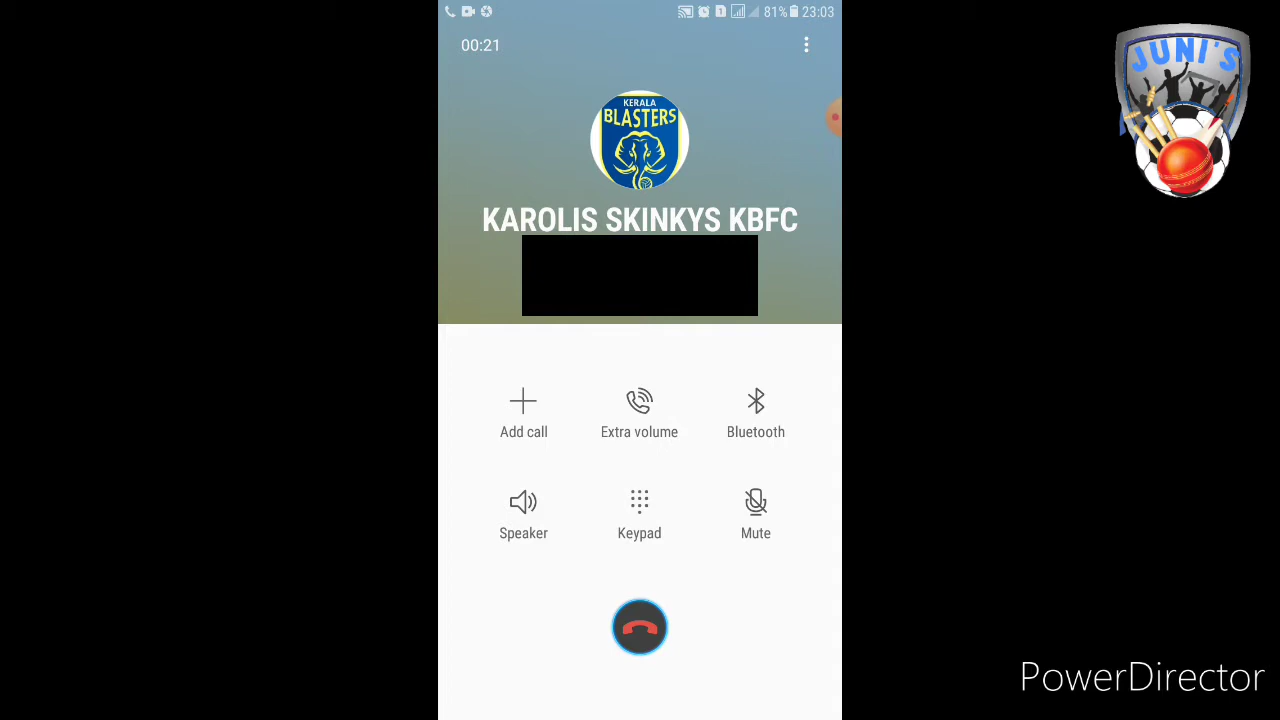 81% 23:03
00:21
JUNI'S
KERALA
BLASTERS
KAROLIS SKINKYS KBFC
Add call
Extra volume
Bluetooth
Speaker
Keypad
Mute
PowerDirector